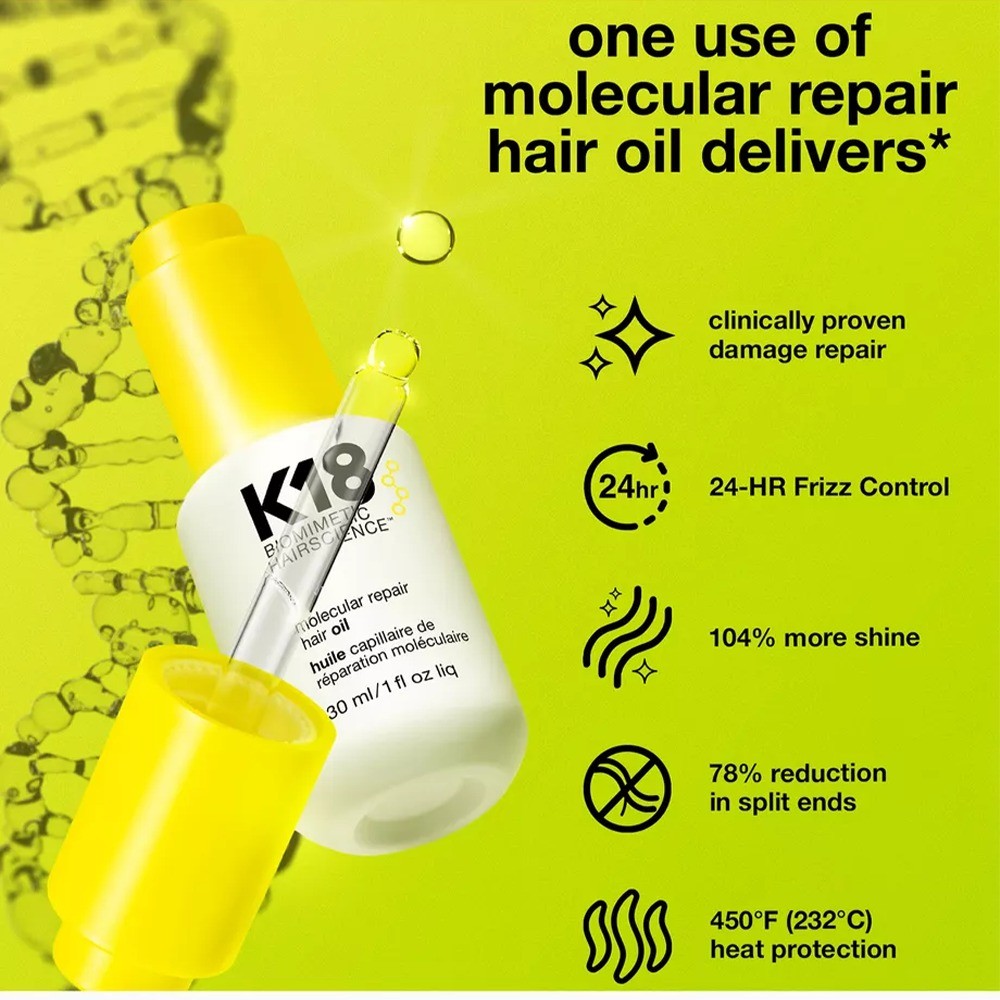 one use of
molecular repair
hair oil delivers*
clinically proven
damage repair
24hr
24-HR Frizz Control
104% more shine
78% reduction
in split ends
450°F (232°C)
heat protection
K18
BIOMIMETIC
HAIRSCIENCE™
molecular repair
hair oil
huile capillaire de
réparation moléculaire
30 ml/1 fl oz liq